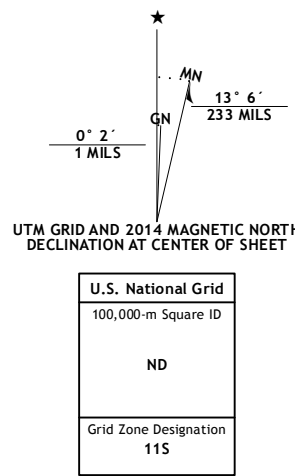 MN
GN
13° 6´
233 MILS
0° 2´
1 MILS
UTM GRID AND 2014 MAGNETIC NORTH
DECLINATION AT CENTER OF SHEET
U.S. National Grid
100,000-m Square ID
ND
Grid Zone Designation
11S